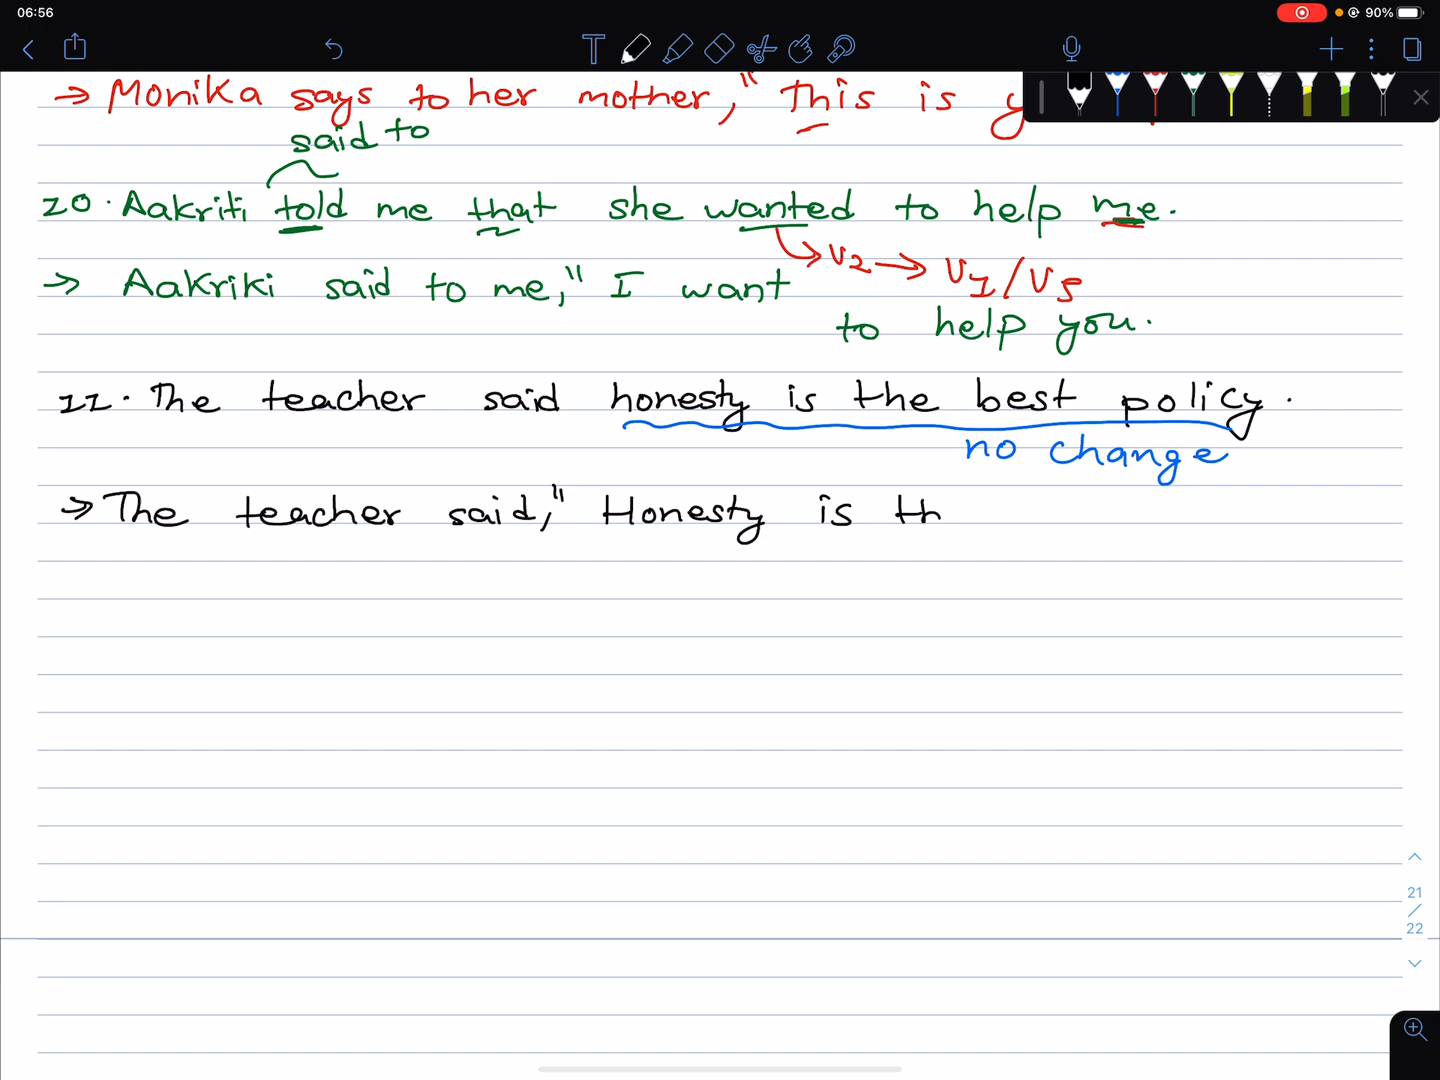 06:56
90%
→ Monika says to her mother," This is
said to
10. Aakriti told me that she wanted to help me.
→ V2 → V1/V5
→ Aakriki said to me," I want
to help you.
11. The teacher said honesty is the best policy.
no change
→ The teacher said," Honesty is th
21
/
22